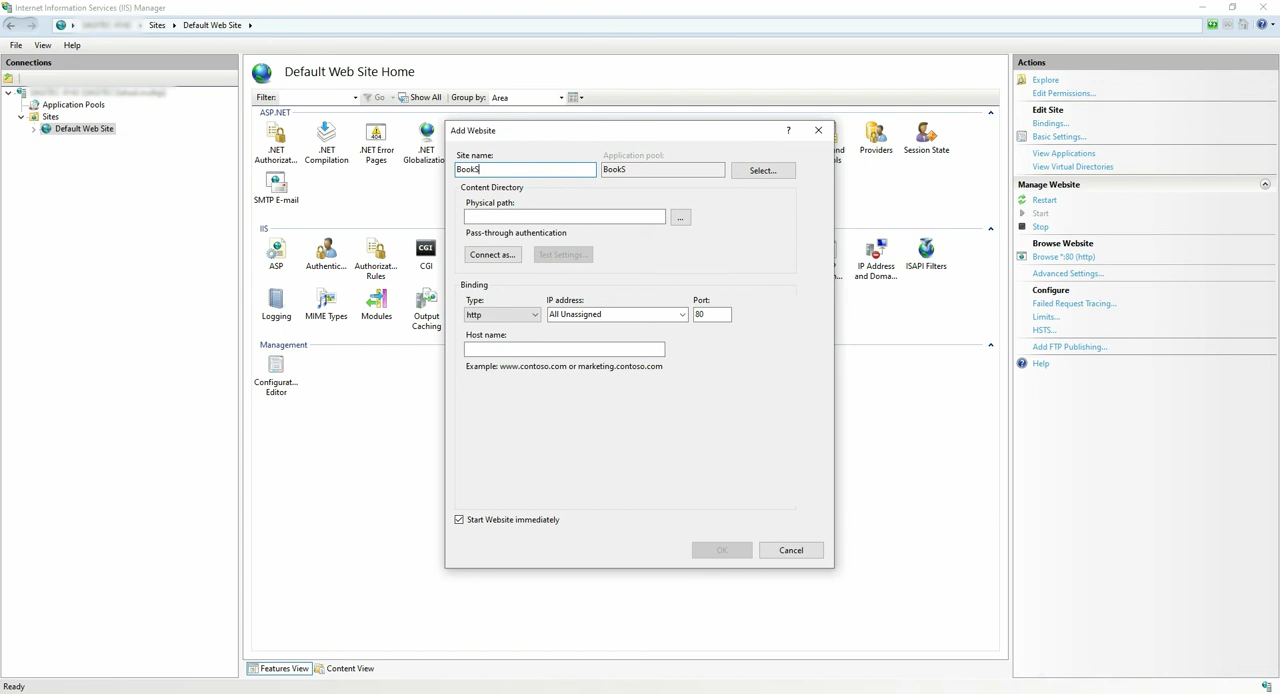 Internet Information Services (IIS) Manager
Sites
Default Web Site
File View Help
Connections
Application Pools
Sites
Default Web Site
Default Web Site Home
Filter: Go Show All Group by: Area
ASP.NET
.NET Authorizat...
.NET Compilation
.NET Error Pages
.NET Globalizatio
Providers
Session State
SMTP E-mail
IIS
ASP
Authentic...
Authorizat... Rules
CGI
CGI
IP Address and Doma...
ISAPI Filters
Logging
MIME Types
Modules
Output Caching
Management
Configurat... Editor
Add Website
?
Site name:
BookS
Application pool:
BookS
Select...
Content Directory
Physical path:
...
Pass-through authentication
Connect as...
Test Settings...
Binding
Type:
http
IP address:
All Unassigned
Port:
80
Host name:
Example: www.contoso.com or marketing.contoso.com
Start Website immediately
OK
Cancel
Features View
Content View
Actions
Explore
Edit Permissions...
Edit Site
Bindings...
Basic Settings...
View Applications
View Virtual Directories
Manage Website
Restart
Start
Stop
Browse Website
Browse *:80 (http)
Advanced Settings...
Configure
Failed Request Tracing...
Limits...
HSTS...
Add FTP Publishing...
Help
Ready